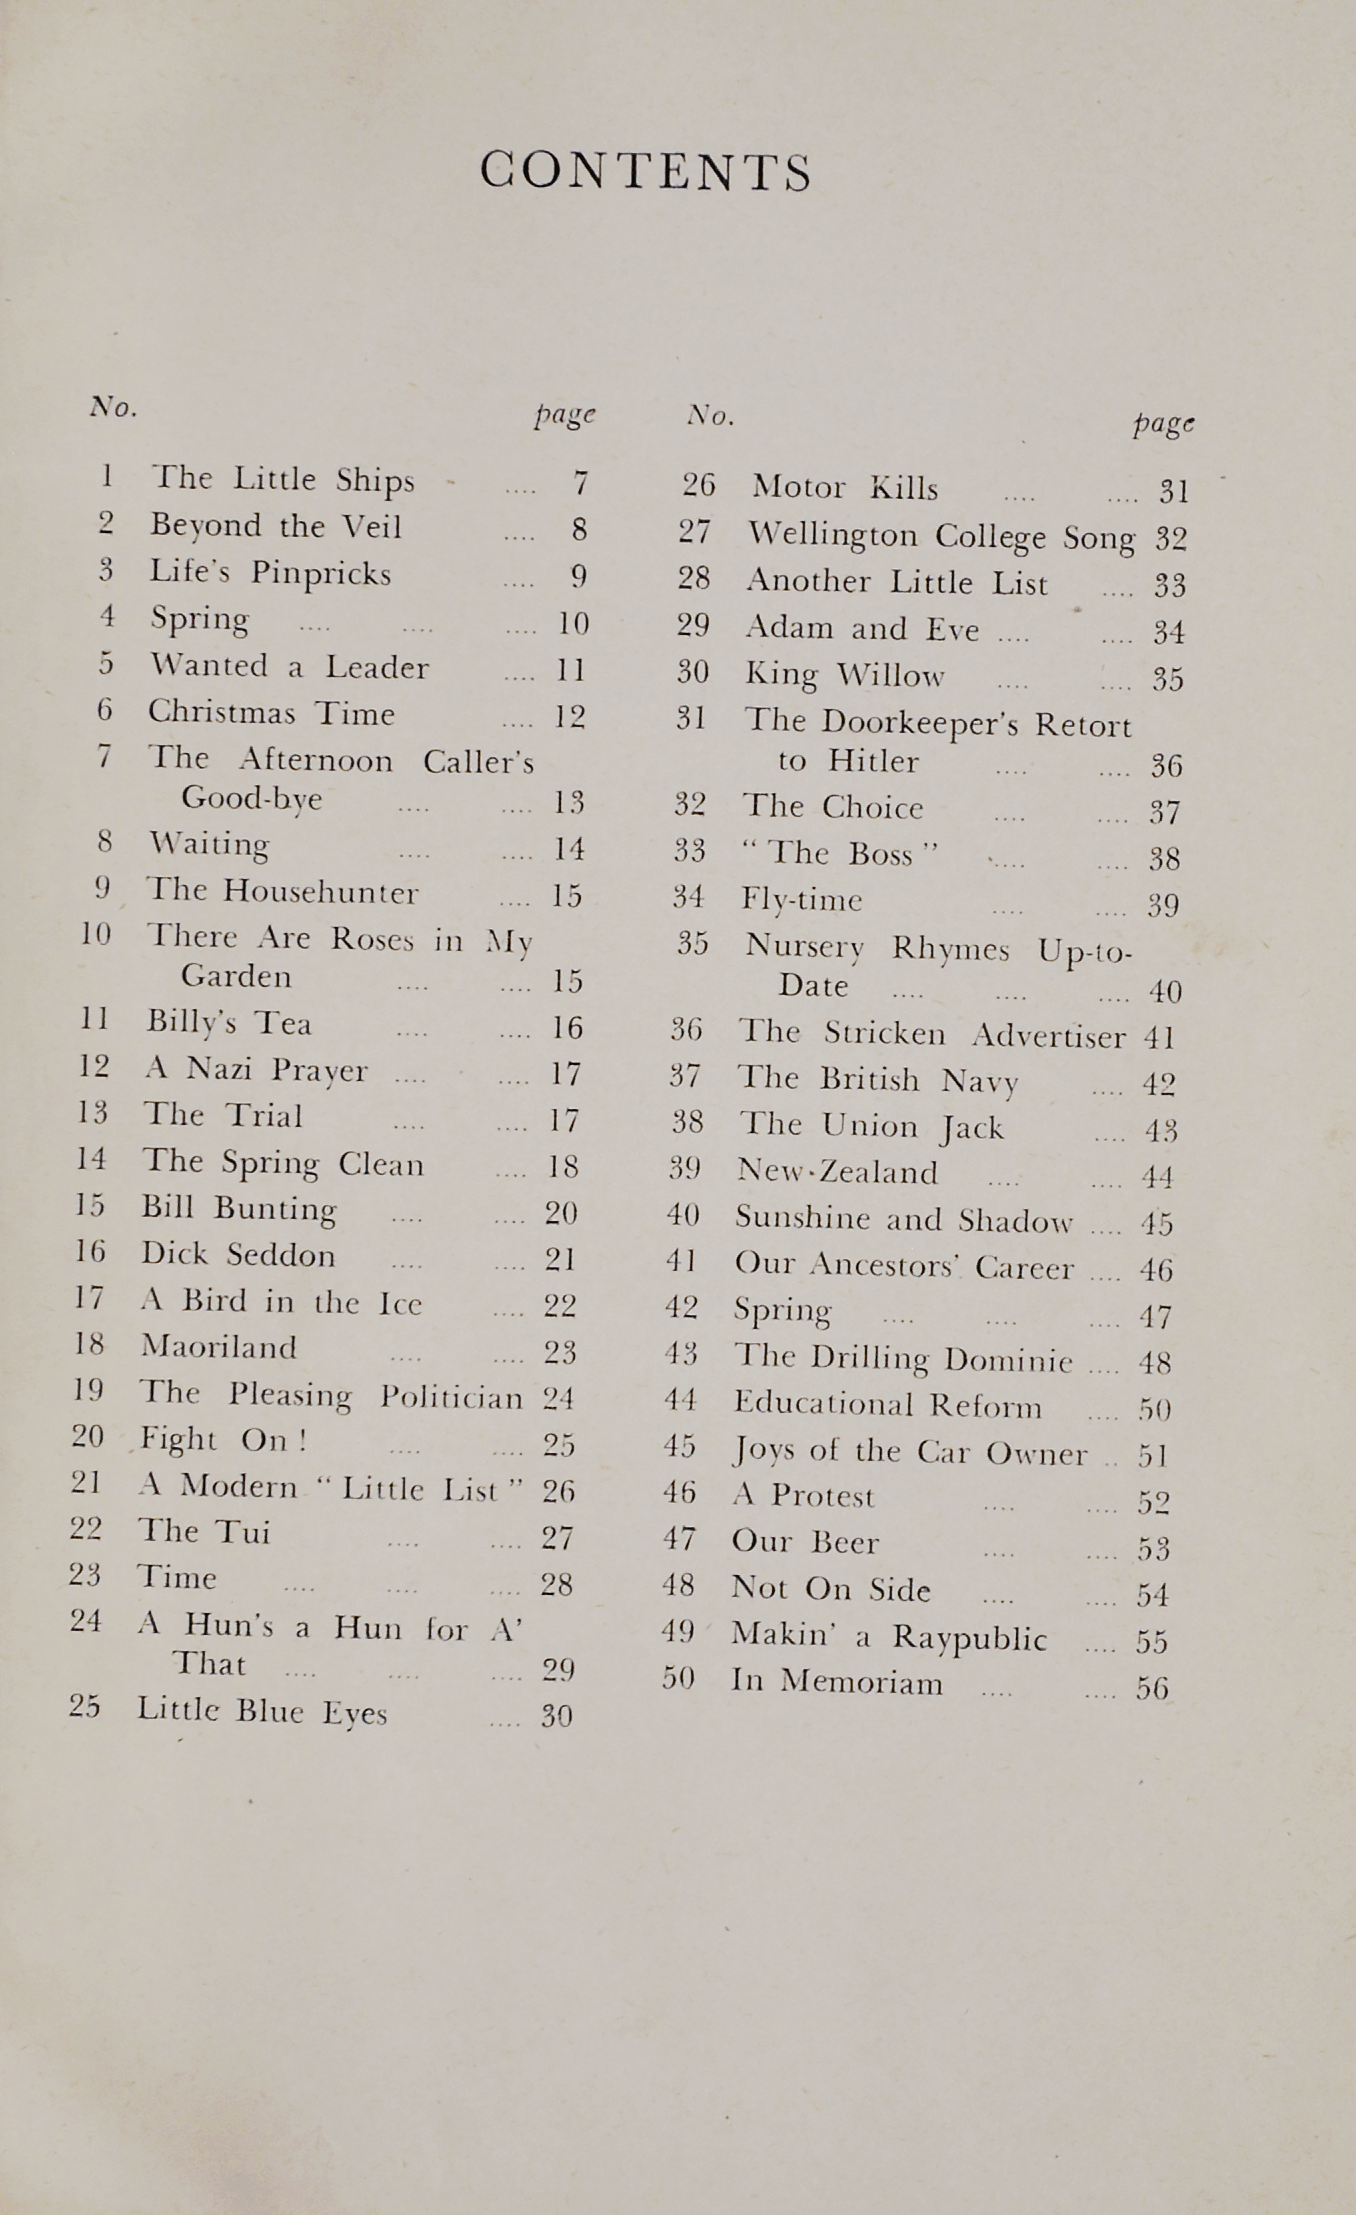 CONTENTS
No. page
1 The Little Ships .... 7
2 Beyond the Veil .... 8
3 Life's Pinpricks .... 9
4 Spring .... .... .... 10
5 Wanted a Leader .... 11
6 Christmas Time .... 12
7 The Afternoon Caller's
Good-bye .... .... 13
8 Waiting .... .... 14
9 The Househunter .... 15
10 There Are Roses in My
Garden .... .... 15
11 Billy's Tea .... .... 16
12 A Nazi Prayer .... .... 17
13 The Trial .... .... 17
14 The Spring Clean .... 18
15 Bill Bunting .... .... 20
16 Dick Seddon .... .... 21
17 A Bird in the Ice .... 22
18 Maoriland .... .... 23
19 The Pleasing Politician 24
20 Fight On ! .... .... 25
21 A Modern “ Little List ” 26
22 The Tui .... .... 27
23 Time .... .... .... 28
24 A Hun's a Hun for A'
That .... .... .... 29
25 Little Blue Eyes .... 30
No. page
26 Motor Kills .... .... 31
27 Wellington College Song 32
28 Another Little List .... 33
29 Adam and Eve .... .... 34
30 King Willow .... .... 35
31 The Doorkeeper's Retort
to Hitler .... .... 36
32 The Choice .... .... 37
33 “ The Boss ” .... .... 38
34 Fly-time .... .... 39
35 Nursery Rhymes Up-to-
Date .... .... .... 40
36 The Stricken Advertiser 41
37 The British Navy .... 42
38 The Union Jack .... 43
39 New-Zealand .... .... 44
40 Sunshine and Shadow .... 45
41 Our Ancestors' Career .... 46
42 Spring .... .... .... 47
43 The Drilling Dominie .... 48
44 Educational Reform .... 50
45 Joys of the Car Owner .. 51
46 A Protest .... .... 52
47 Our Beer .... .... 53
48 Not On Side .... .... 54
49 Makin' a Raypublic .... 55
50 In Memoriam .... .... 56